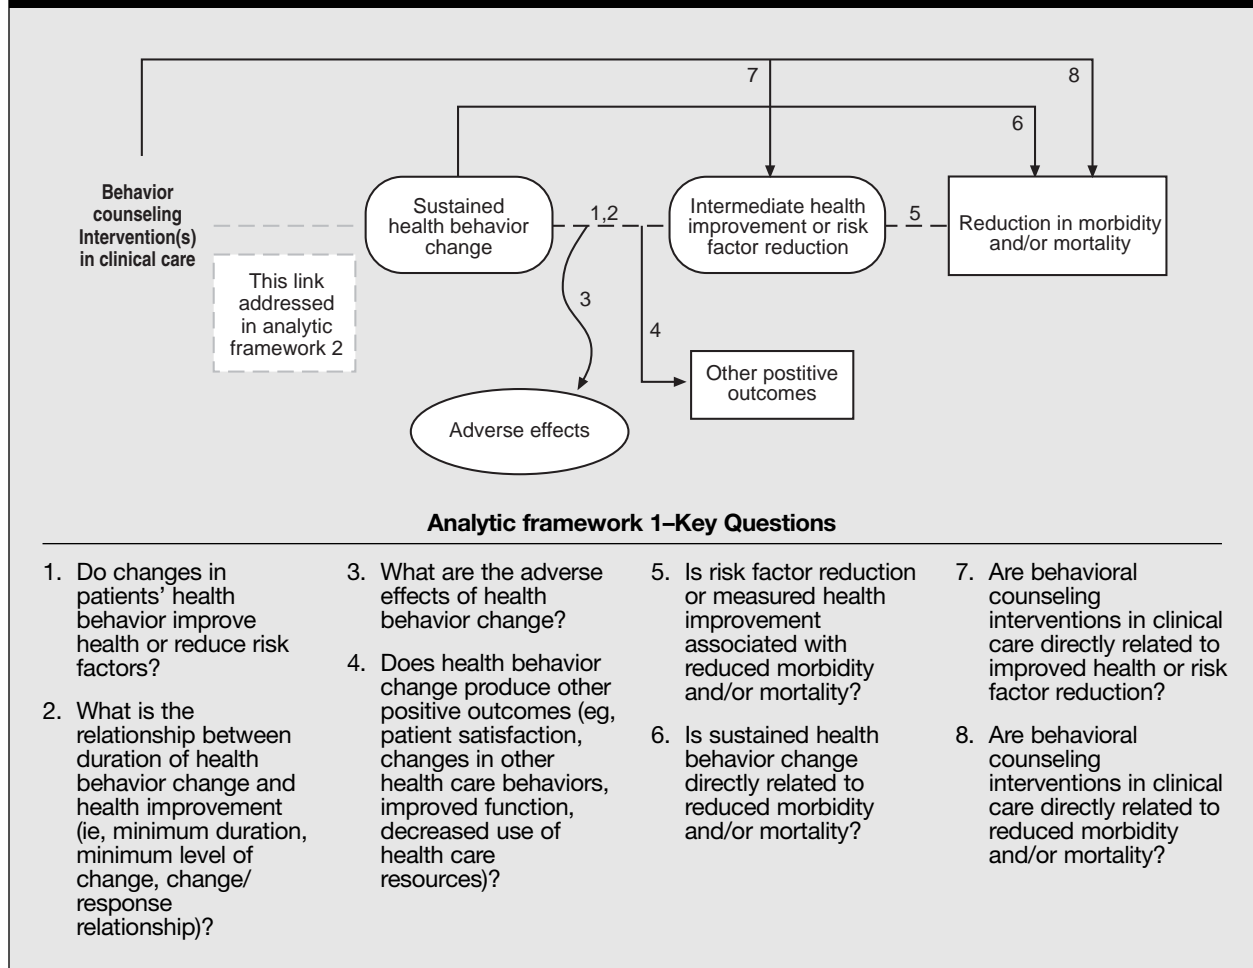 7
8
6
Behavior
counseling
Intervention(s)
in clinical care
Sustained
health behavior
change
1,2
Intermediate health
improvement or risk
factor reduction
5
Reduction in morbidity
and/or mortality
This link
addressed
in analytic
framework 2
3
4
Other postitive
outcomes
Adverse effects
Analytic framework 1–Key Questions
1. Do changes in
patients' health
behavior improve
health or reduce risk
factors?
2. What is the
relationship between
duration of health
behavior change and
health improvement
(ie, minimum duration,
minimum level of
change, change/
response
relationship)?
3. What are the adverse
effects of health
behavior change?
4. Does health behavior
change produce other
positive outcomes (eg,
patient satisfaction,
changes in other
health care behaviors,
improved function,
decreased use of
health care
resources)?
5. Is risk factor reduction
or measured health
improvement
associated with
reduced morbidity
and/or mortality?
6. Is sustained health
behavior change
directly related to
reduced morbidity
and/or mortality?
7. Are behavioral
counseling
interventions in clinical
care directly related to
improved health or risk
factor reduction?
8. Are behavioral
counseling
interventions in clinical
care directly related to
reduced morbidity
and/or mortality?